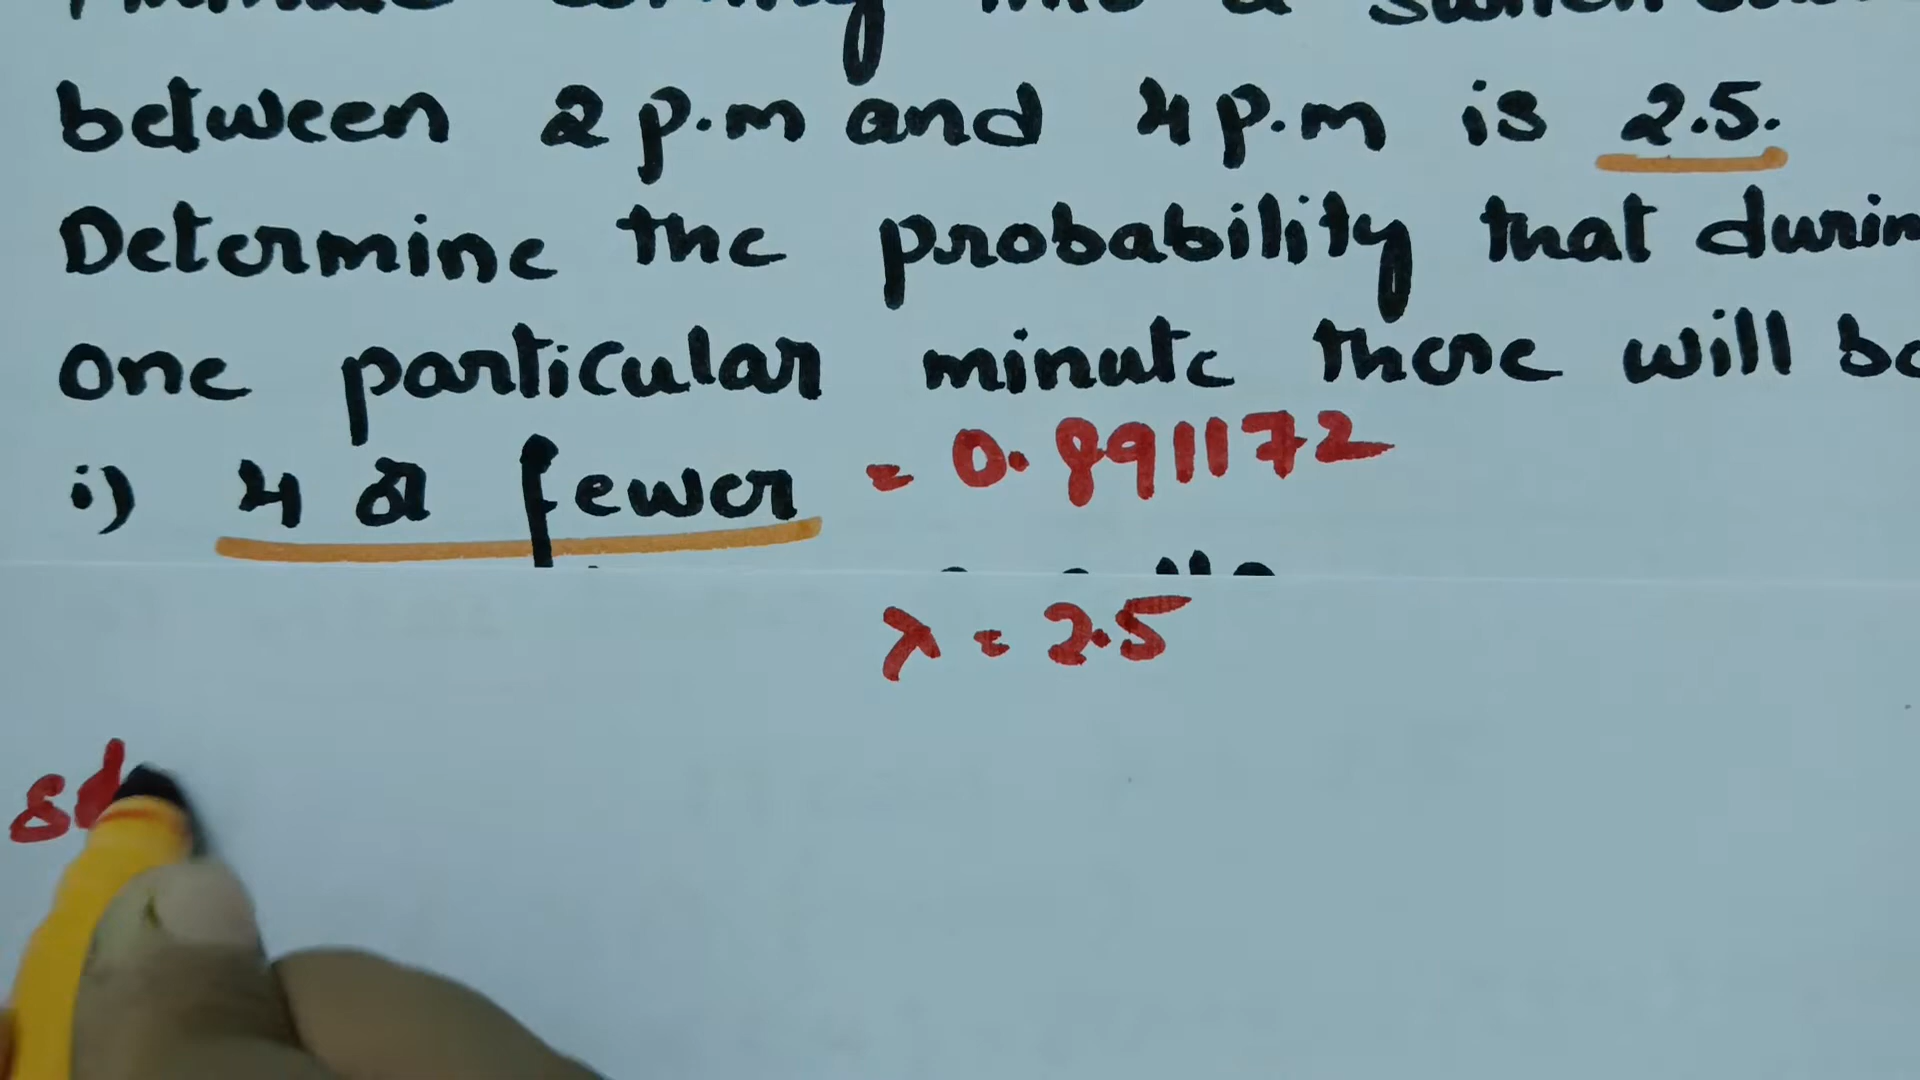 into a
between 2 p.m and 4 p.m is 2.5.
Determine the probability that durin
one particular minute there will be
i) 4 or fewer = 0.891172
λ = 2.5